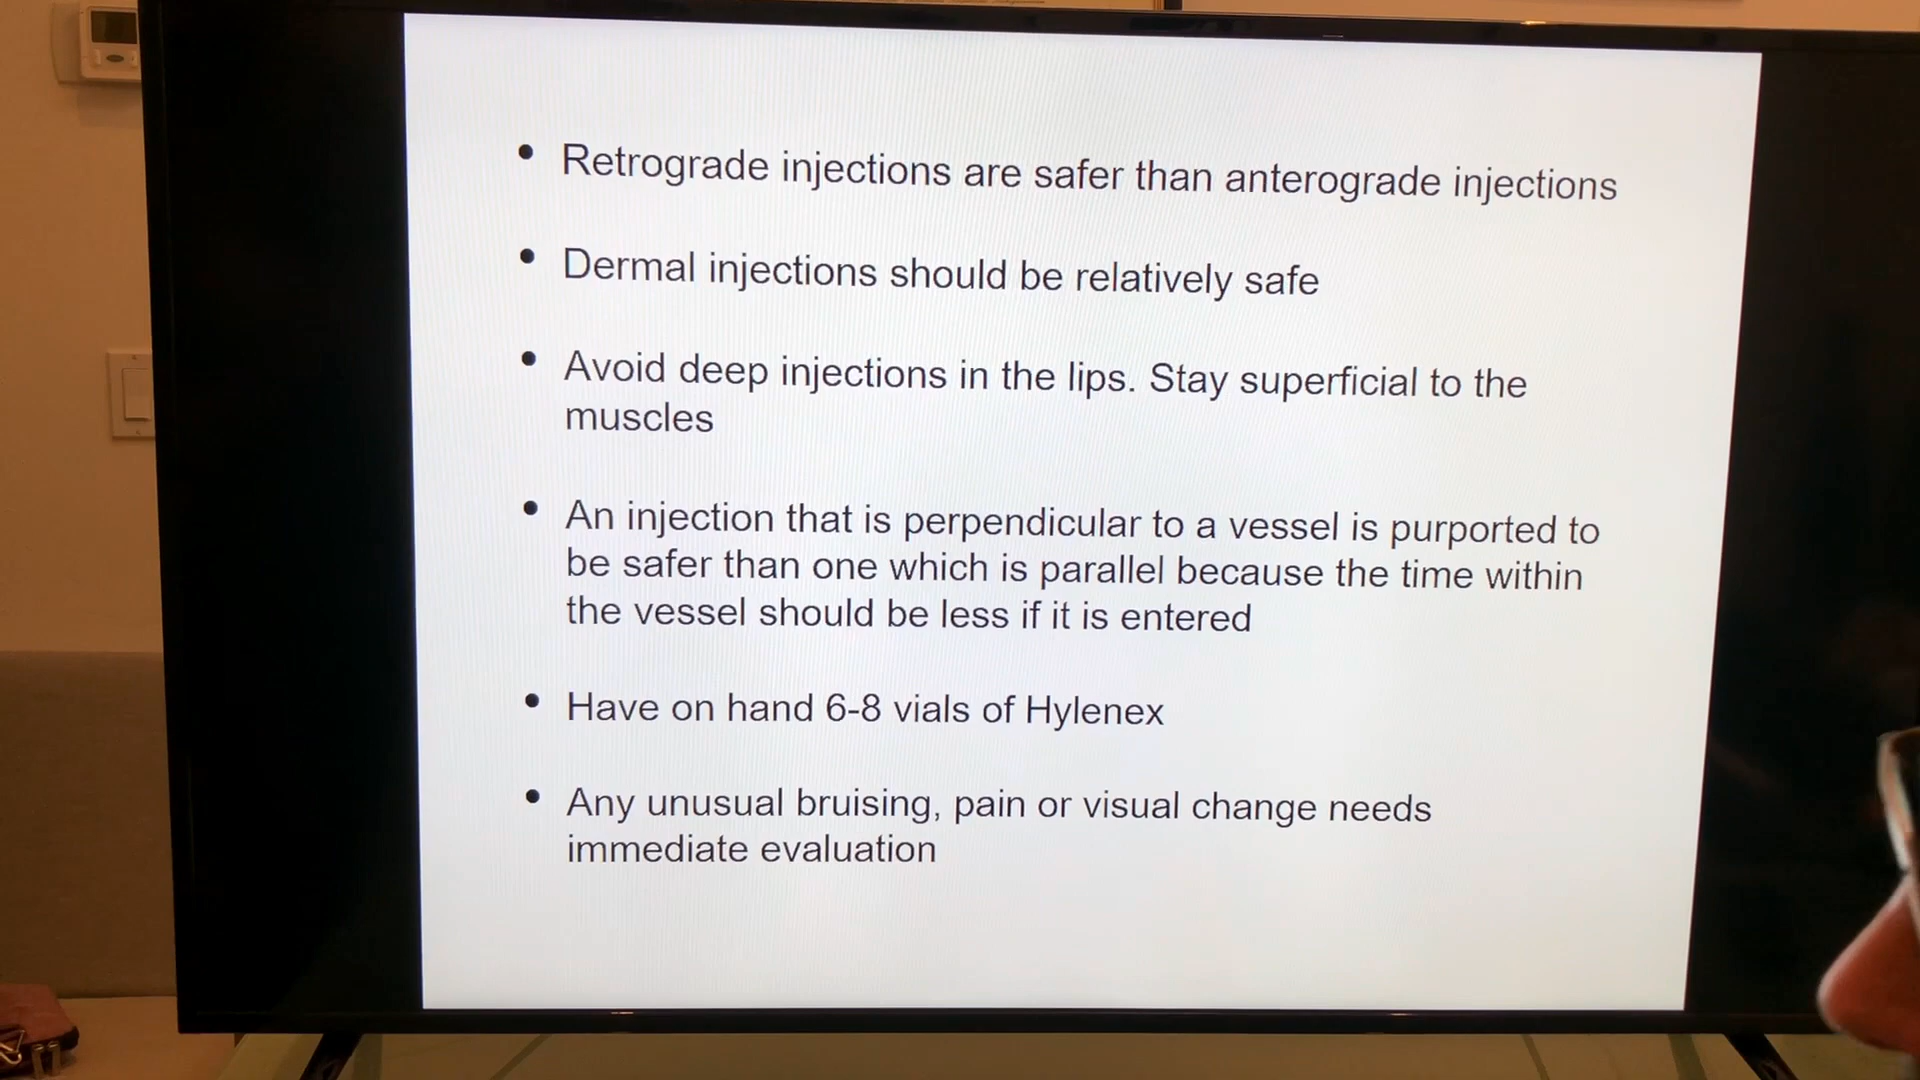 • Retrograde injections are safer than anterograde injections
• Dermal injections should be relatively safe
• Avoid deep injections in the lips. Stay superficial to the
muscles
• An injection that is perpendicular to a vessel is purported to
be safer than one which is parallel because the time within
the vessel should be less if it is entered
• Have on hand 6-8 vials of Hylenex
• Any unusual bruising, pain or visual change needs
immediate evaluation